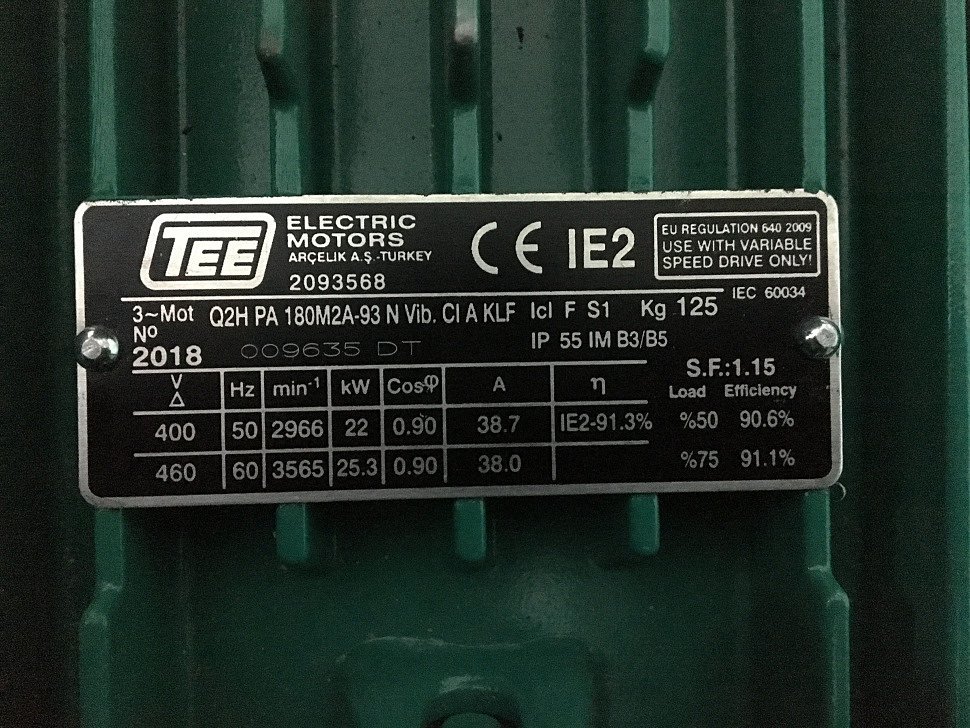 TEE
ELECTRIC
MOTORS
ARÇELIK A.Ş.-TURKEY
2093568
CE IE2
EU REGULATION 640 2009
USE WITH VARIABLE
SPEED DRIVE ONLY!
IEC 60034
3~Mot Q2H PA 180M2A-93 N Vib. Cl A KLF Icl F S1 Kg 125
No
2018 009635 DT IP 55 IM B3/B5
S.F.:1.15
V Δ Hz min-1 kW Cosφ A η Load Efficiency
400 50 2966 22 0.90 38.7 IE2-91.3% %50 90.6%
460 60 3565 25.3 0.90 38.0 %75 91.1%